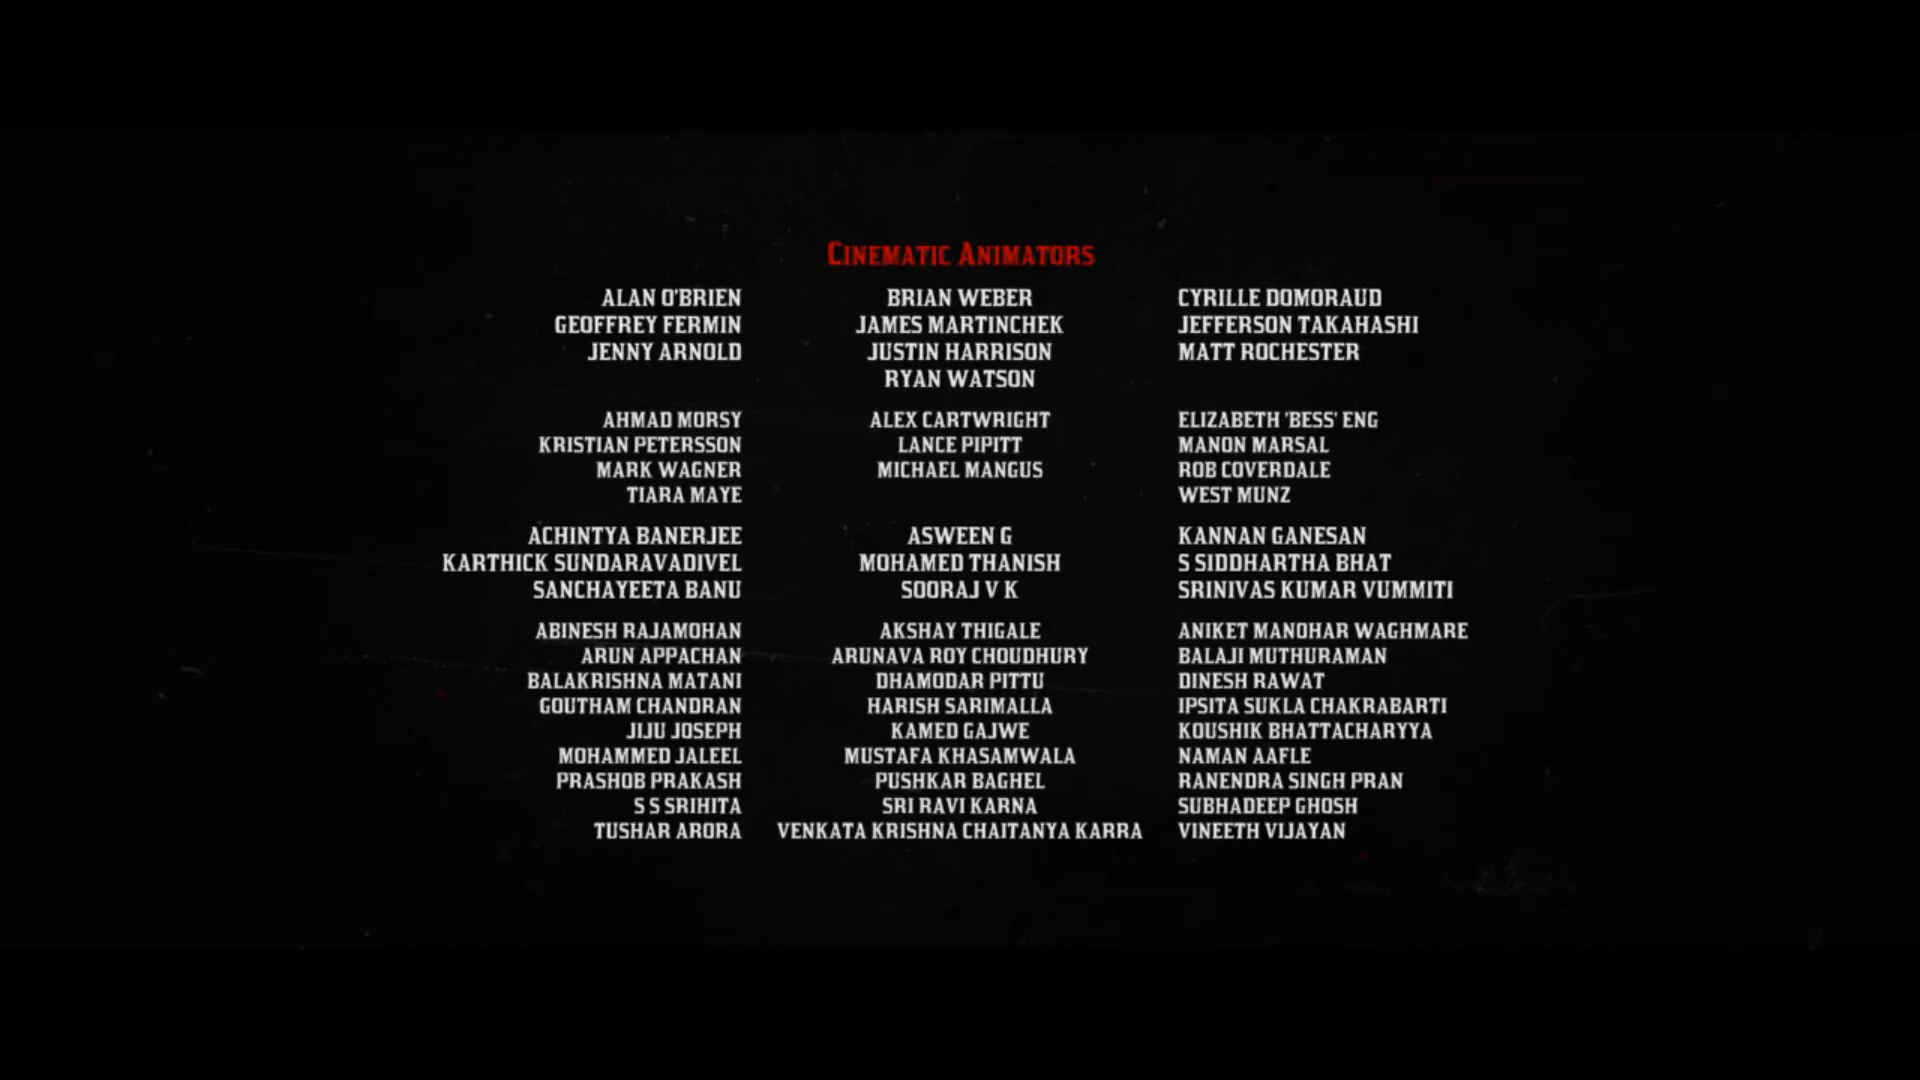 CINEMATIC ANIMATORS
ALAN O'BRIEN BRIAN WEBER CYRILLE DOMORAUD
GEOFFREY FERMIN JAMES MARTINCHEK JEFFERSON TAKAHASHI
JENNY ARNOLD JUSTIN HARRISON MATT ROCHESTER
RYAN WATSON
AHMAD MORSY ALEX CARTWRIGHT ELIZABETH 'BESS' ENG
KRISTIAN PETERSSON LANCE PIPITT MANON MARSAL
MARK WAGNER MICHAEL MANGUS ROB COVERDALE
TIARA MAYE WEST MUNZ
ACHINTYA BANERJEE ASWEEN G KANNAN GANESAN
KARTHICK SUNDARAVADIVEL MOHAMED THANISH S SIDDHARTHA BHAT
SANCHAYEETA BANU SOORAJ V K SRINIVAS KUMAR VUMMITI
ABINESH RAJAMOHAN AKSHAY THIGALE ANIKET MANOHAR WAGHMARE
ARUN APPACHAN ARUNAVA ROY CHOUDHURY BALAJI MUTHURAMAN
BALAKRISHNA MATANI DHAMODAR PITTU DINESH RAWAT
GOUTHAM CHANDRAN HARISH SARIMALLA IPSITA SUKLA CHAKRABARTI
JIJU JOSEPH KAMED GAJWE KOUSHIK BHATTACHARYYA
MOHAMMED JALEEL MUSTAFA KHASAMWALA NAMAN AAFLE
PRASHOB PRAKASH PUSHKAR BAGHEL RANENDRA SINGH PRAN
S S SRIHITA SRI RAVI KARNA SUBHADEEP GHOSH
TUSHAR ARORA VENKATA KRISHNA CHAITANYA KARRA VINEETH VIJAYAN